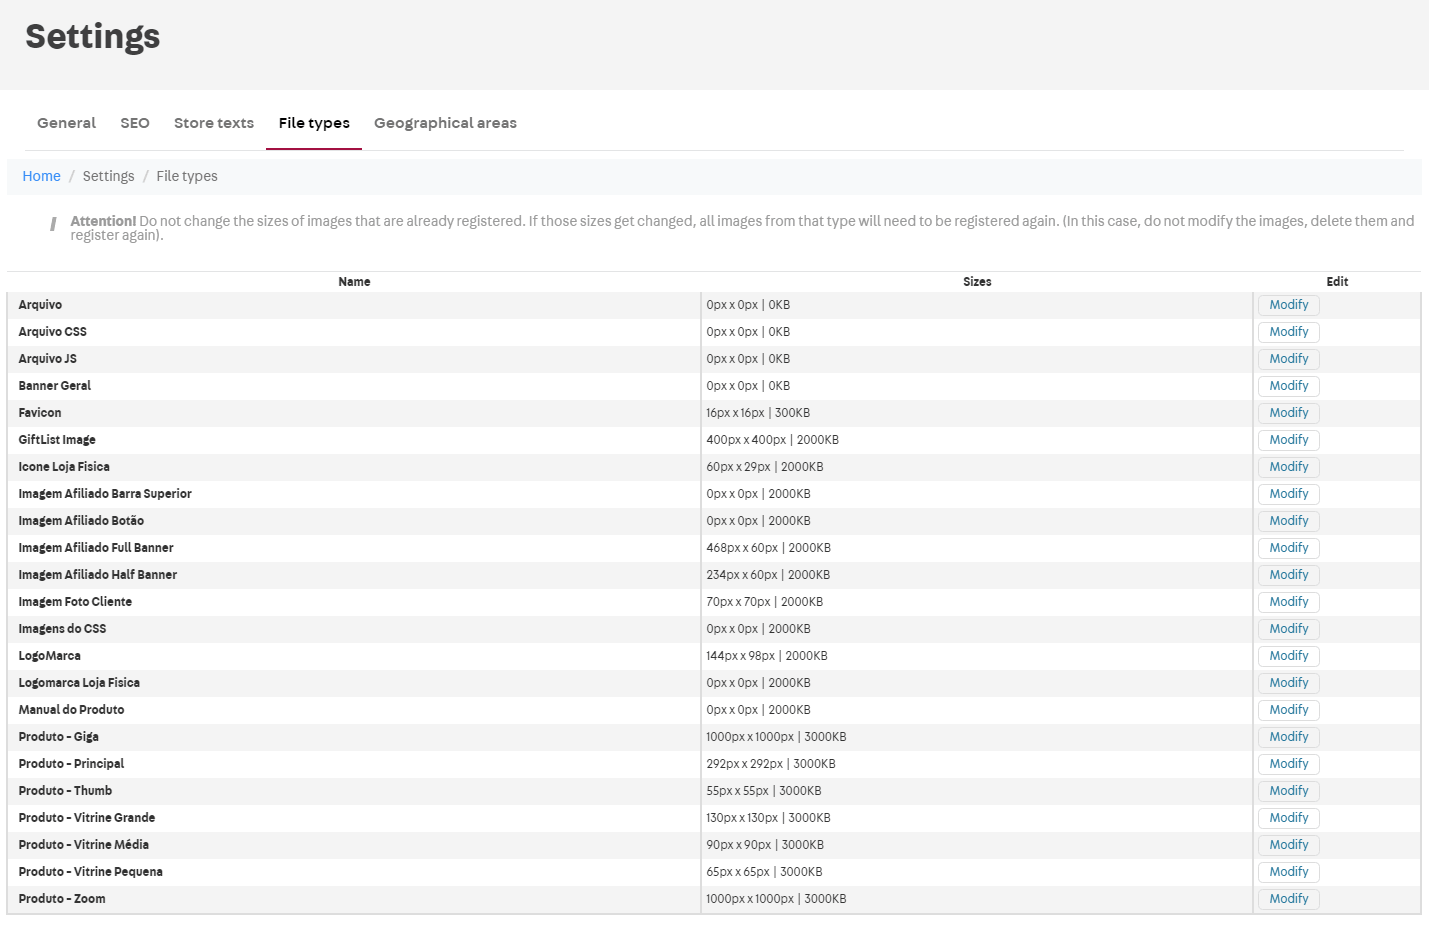 Settings
General SEO Store texts File types Geographical areas
Home / Settings / File types
Attention! Do not change the sizes of images that are already registered. If those sizes get changed, all images from that type will need to be registered again. (In this case, do not modify the images, delete them and
register again).
Name Sizes Edit
Arquivo 0px x 0px | 0KB Modify
Arquivo CSS 0px x 0px | 0KB Modify
Arquivo JS 0px x 0px | 0KB Modify
Banner Geral 0px x 0px | 0KB Modify
Favicon 16px x 16px | 300KB Modify
GiftList Image 400px x 400px | 2000KB Modify
Icone Loja Fisica 60px x 29px | 2000KB Modify
Imagem Afiliado Barra Superior 0px x 0px | 2000KB Modify
Imagem Afiliado Botão 0px x 0px | 2000KB Modify
Imagem Afiliado Full Banner 468px x 60px | 2000KB Modify
Imagem Afiliado Half Banner 234px x 60px | 2000KB Modify
Imagem Foto Cliente 70px x 70px | 2000KB Modify
Imagens do CSS 0px x 0px | 2000KB Modify
LogoMarca 144px x 98px | 2000KB Modify
Logomarca Loja Fisica 0px x 0px | 2000KB Modify
Manual do Produto 0px x 0px | 2000KB Modify
Produto - Giga 1000px x 1000px | 3000KB Modify
Produto - Principal 292px x 292px | 3000KB Modify
Produto - Thumb 55px x 55px | 3000KB Modify
Produto - Vitrine Grande 130px x 130px | 3000KB Modify
Produto - Vitrine Média 90px x 90px | 3000KB Modify
Produto - Vitrine Pequena 65px x 65px | 3000KB Modify
Produto - Zoom 1000px x 1000px | 3000KB Modify